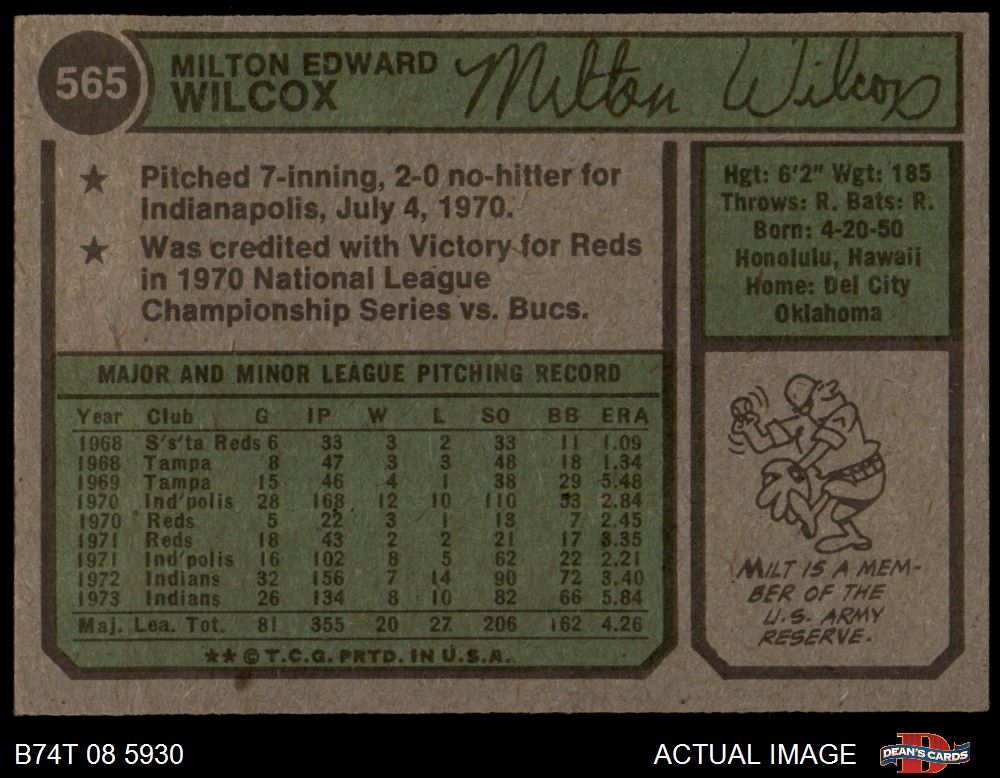 565
MILTON EDWARD
WILCOX
Milton Wilcox
★ Pitched 7-inning, 2-0 no-hitter for
Indianapolis, July 4, 1970.
★ Was credited with Victory for Reds
in 1970 National League
Championship Series vs. Bucs.
Hgt: 6'2" Wgt: 185
Throws: R. Bats: R.
Born: 4-20-50
Honolulu, Hawaii
Home: Del City
Oklahoma
MAJOR AND MINOR LEAGUE PITCHING RECORD
Year Club G IP W L SO BB ERA
1968 S's'ta Reds 6 33 3 2 33 11 1.09
1968 Tampa 8 47 3 3 48 18 1.34
1969 Tampa 15 46 4 1 38 29 5.48
1970 Ind'polis 28 168 12 10 110 53 2.84
1970 Reds 5 22 3 1 13 7 2.45
1971 Reds 18 43 2 2 21 17 3.35
1971 Ind'polis 16 102 8 5 62 22 2.21
1972 Indians 32 156 7 14 90 72 3.40
1973 Indians 26 134 8 10 82 66 5.84
Maj. Lea. Tot. 81 355 20 27 206 162 4.26
** © T.C.G. PRTD. IN U.S.A.
MILT IS A MEM-
BER OF THE
U.S. ARMY
RESERVE.
B74T 08 5930
ACTUAL IMAGE
D
DEAN'S CARDS